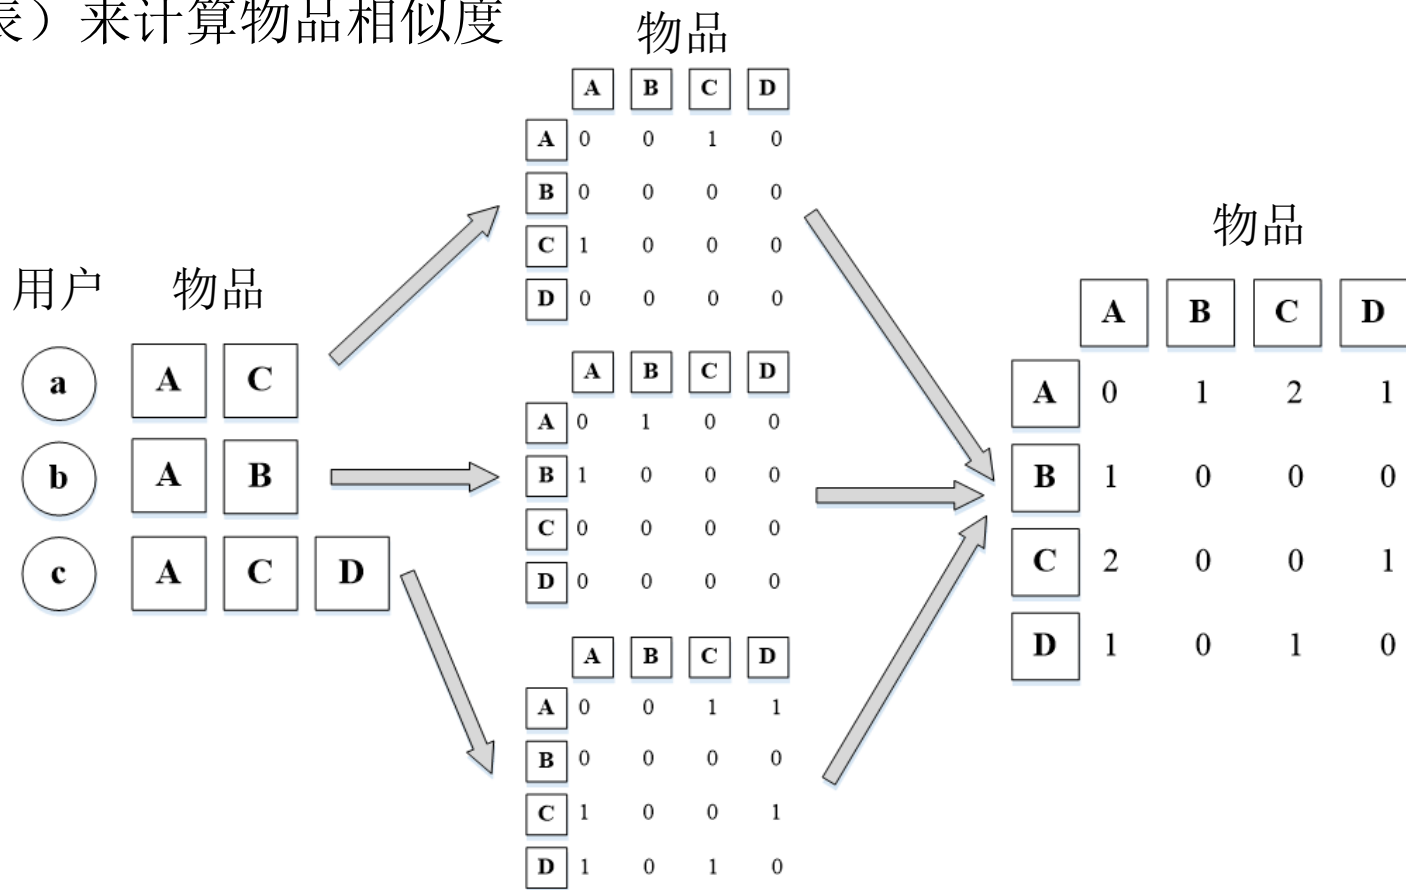 表）来计算物品相似度
物品
A B C D
A 0 0 1 0
B 0 0 0 0
C 1 0 0 0
D 0 0 0 0
用户 物品
a A C
b A B
c A C D
A B C D
A 0 1 0 0
B 1 0 0 0
C 0 0 0 0
D 0 0 0 0
A B C D
A 0 0 1 1
B 0 0 0 0
C 1 0 0 1
D 1 0 1 0
物品
A B C D
A 0 1 2 1
B 1 0 0 0
C 2 0 0 1
D 1 0 1 0